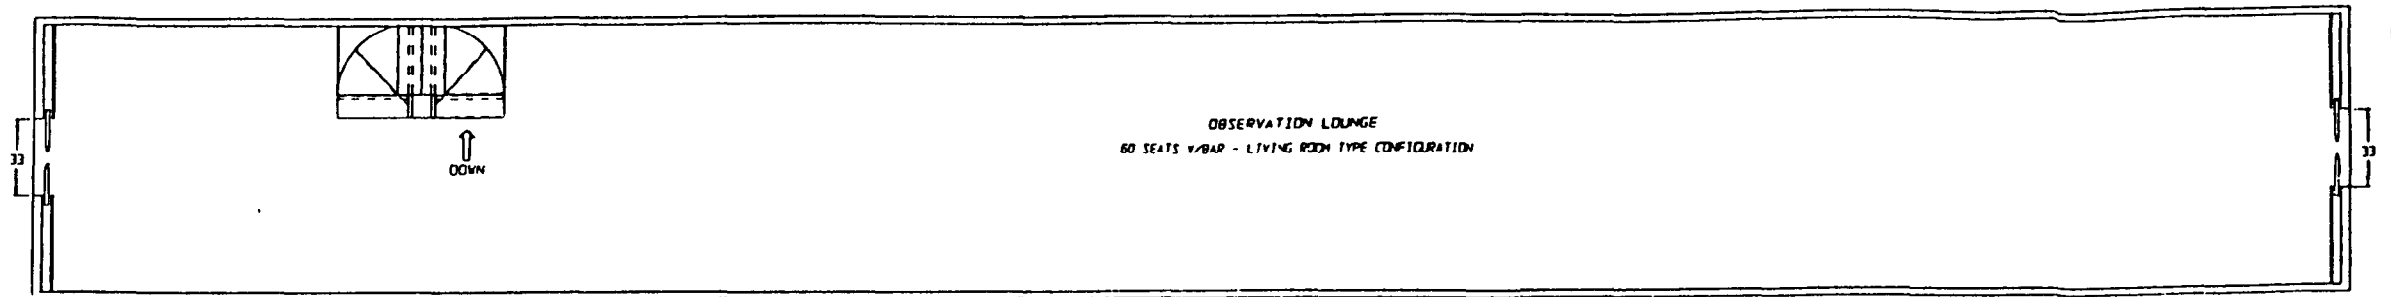 OBSERVATION LOUNGE
60 SEATS W/BAR - LIVING ROOM TYPE CONFIGURATION
33
33
DOWN